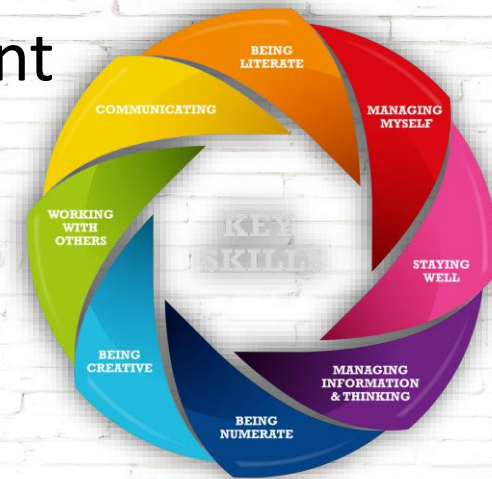 nt
BEING
LITERATE
MANAGING
MYSELF
STAYING
WELL
MANAGING
INFORMATION
& THINKING
BEING
NUMERATE
BEING
CREATIVE
WORKING
WITH
OTHERS
COMMUNICATING
KEY
SKILLS